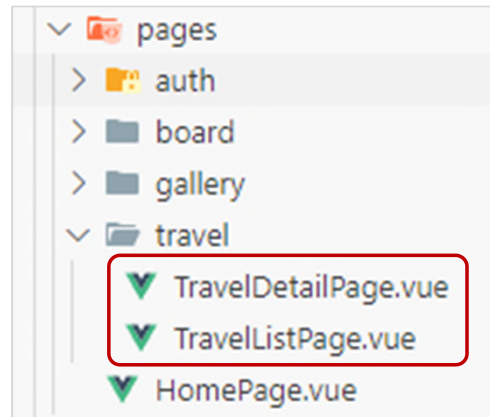 pages
auth
board
gallery
travel
TravelDetailPage.vue
TravelListPage.vue
HomePage.vue